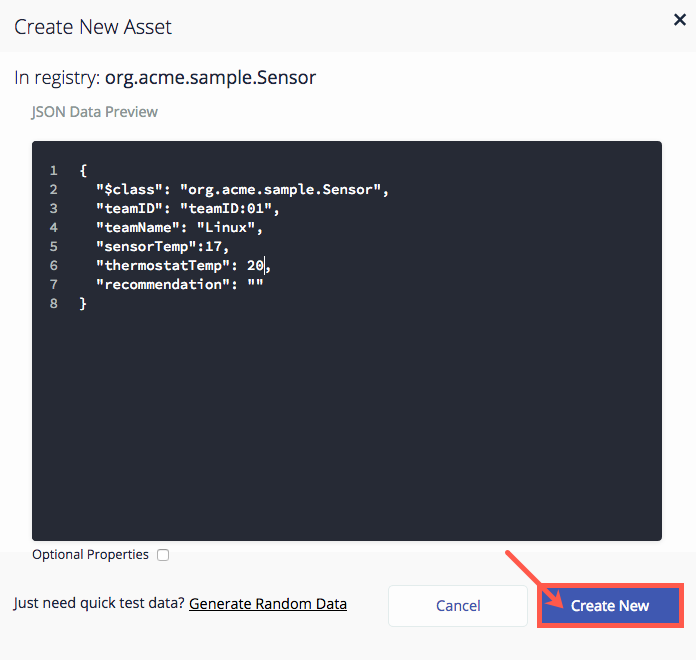 Create New Asset
In registry: org.acme.sample.Sensor
JSON Data Preview
1 {
2 "$class": "org.acme.sample.Sensor",
3 "teamID": "teamID:01",
4 "teamName": "Linux",
5 "sensorTemp":17,
6 "thermostatTemp": 20,
7 "recommendation": ""
8 }
Optional Properties
Just need quick test data? Generate Random Data
Cancel
Create New